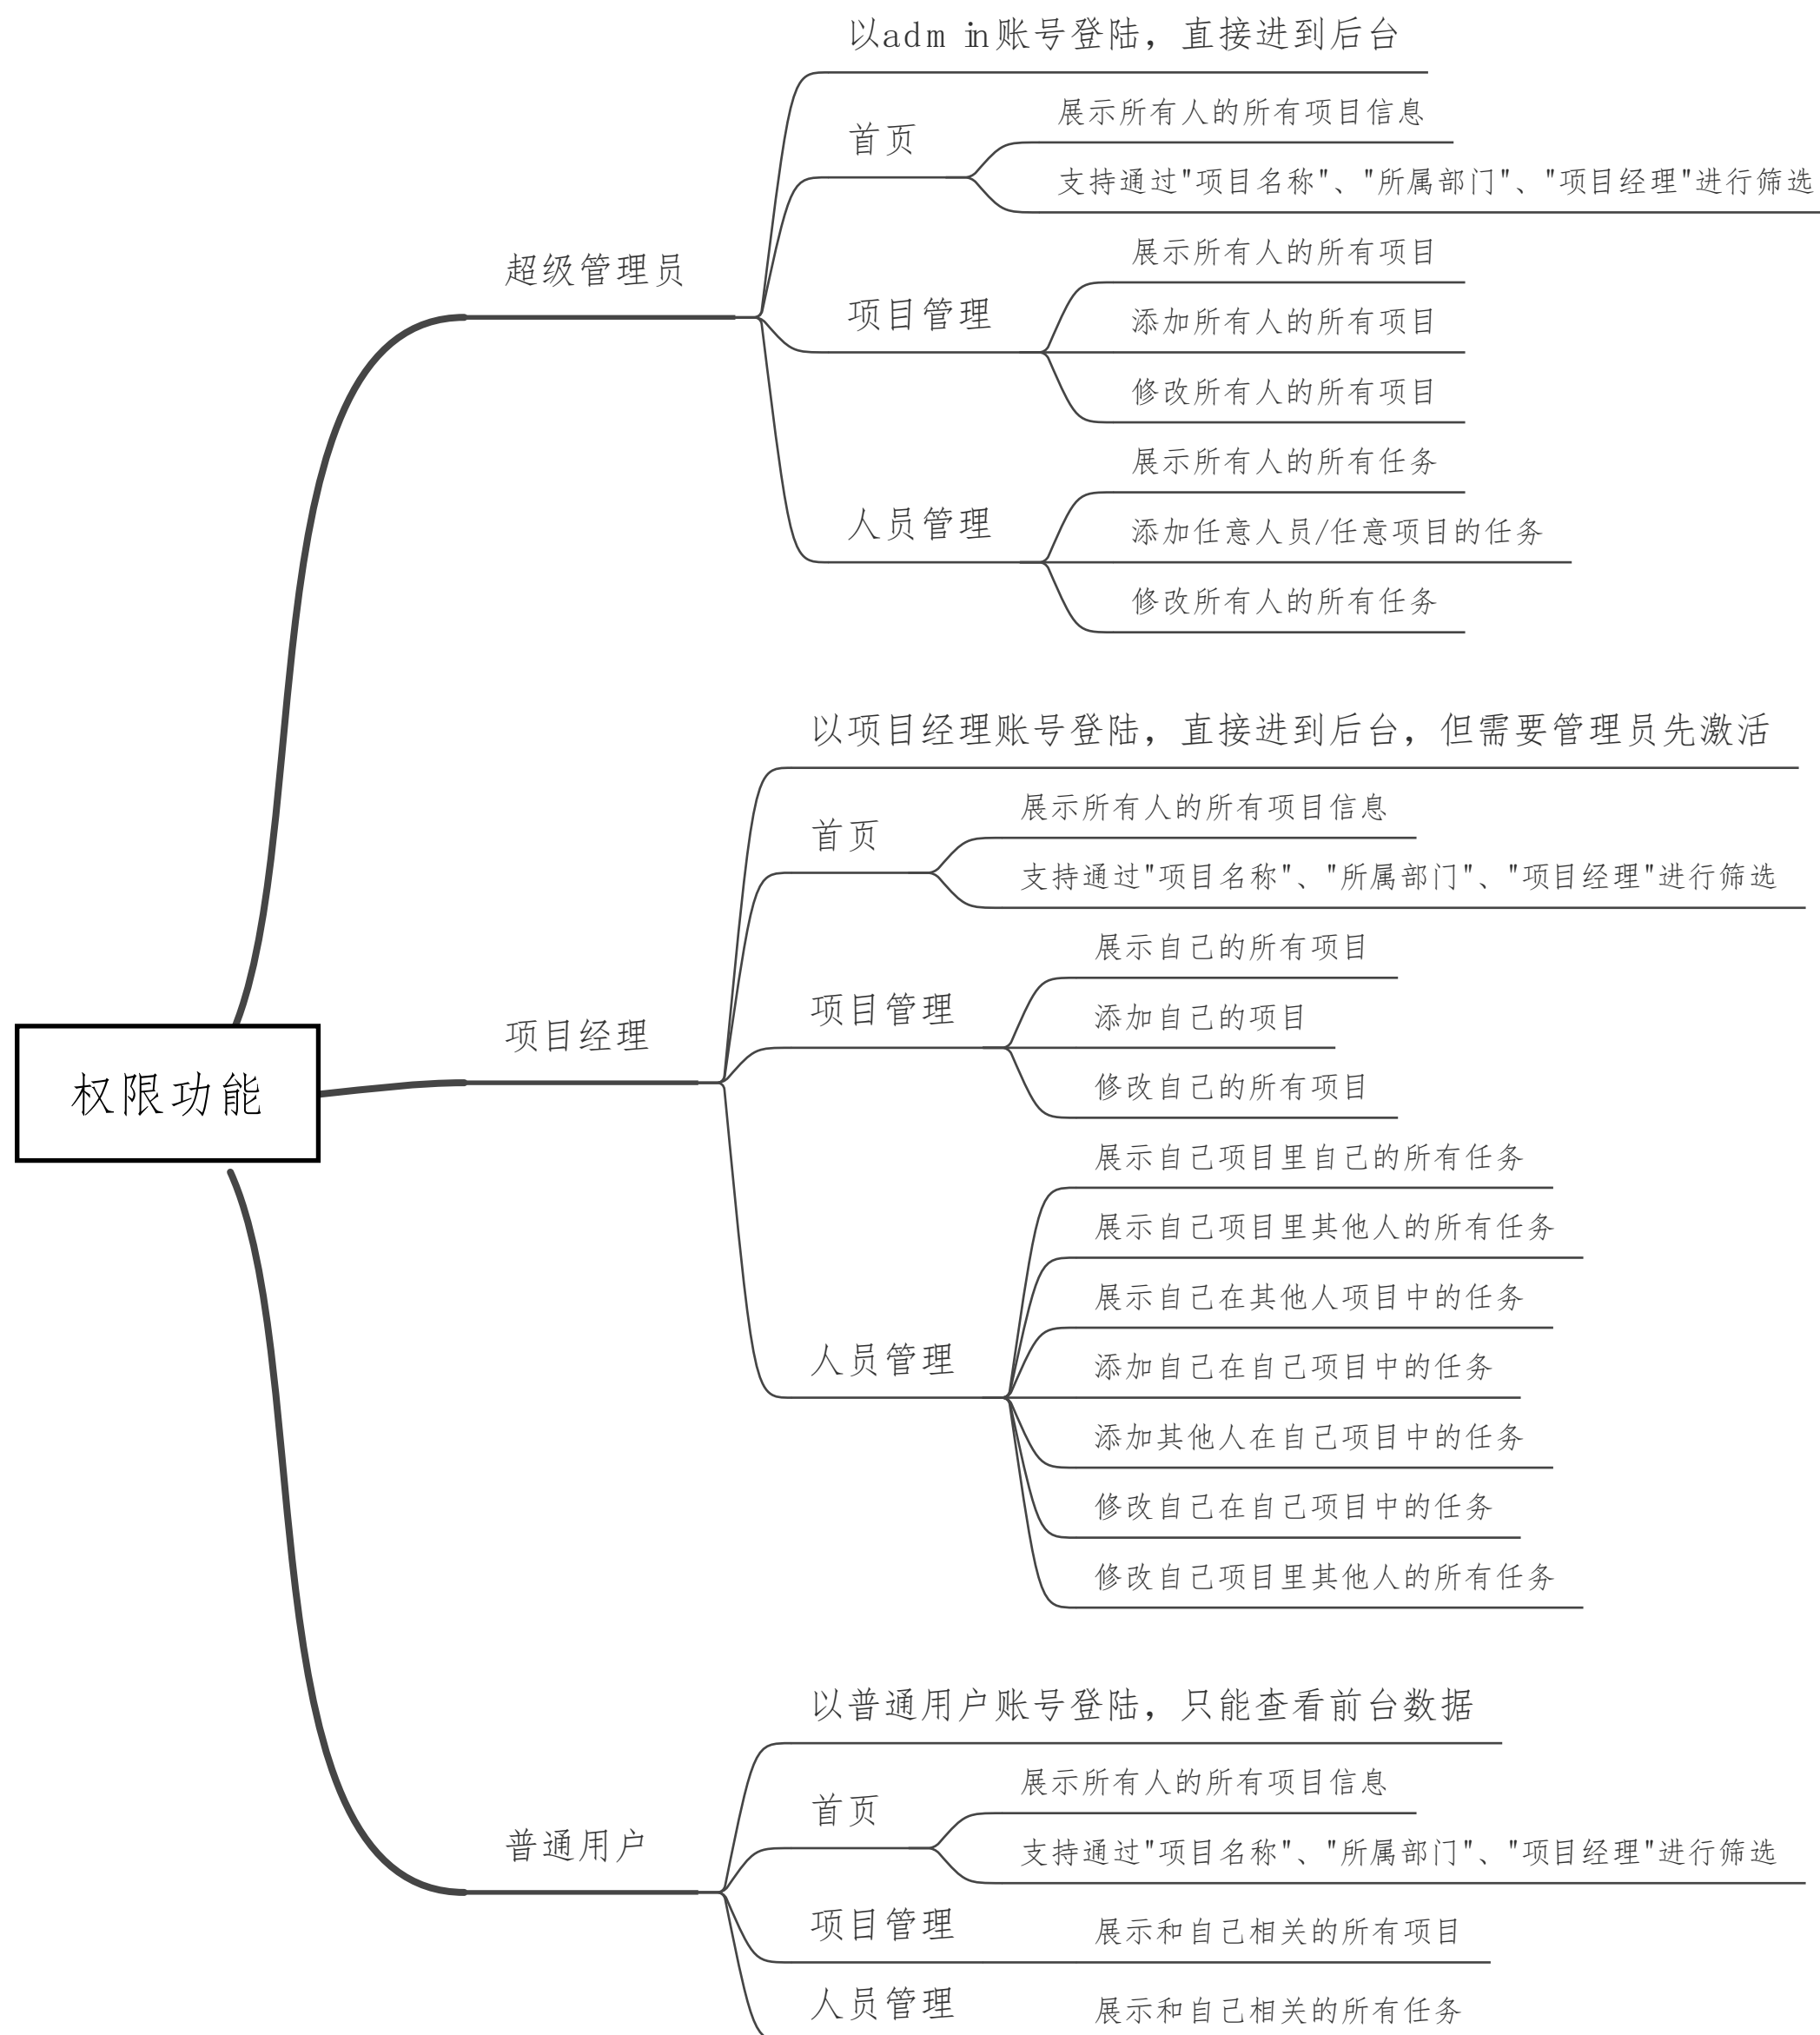 权限功能
超级管理员
以admin账号登陆，直接进到后台
首页
展示所有人的所有项目信息
支持通过"项目名称"、"所属部门"、"项目经理"进行筛选
项目管理
展示所有人的所有项目
添加所有人的所有项目
修改所有人的所有项目
人员管理
展示所有人的所有任务
添加任意人员/任意项目的任务
修改所有人的所有任务
项目经理
以项目经理账号登陆，直接进到后台，但需要管理员先激活
首页
展示所有人的所有项目信息
支持通过"项目名称"、"所属部门"、"项目经理"进行筛选
项目管理
展示自己的所有项目
添加自己的项目
修改自己的所有项目
人员管理
展示自己项目里自己的所有任务
展示自己项目里其他人的所有任务
展示自己在其他人项目中的任务
添加自己在自己项目中的任务
添加其他人在自己项目中的任务
修改自己在自己项目中的任务
修改自己项目里其他人的所有任务
普通用户
以普通用户账号登陆，只能查看前台数据
首页
展示所有人的所有项目信息
支持通过"项目名称"、"所属部门"、"项目经理"进行筛选
项目管理
展示和自己相关的所有项目
人员管理
展示和自己相关的所有任务